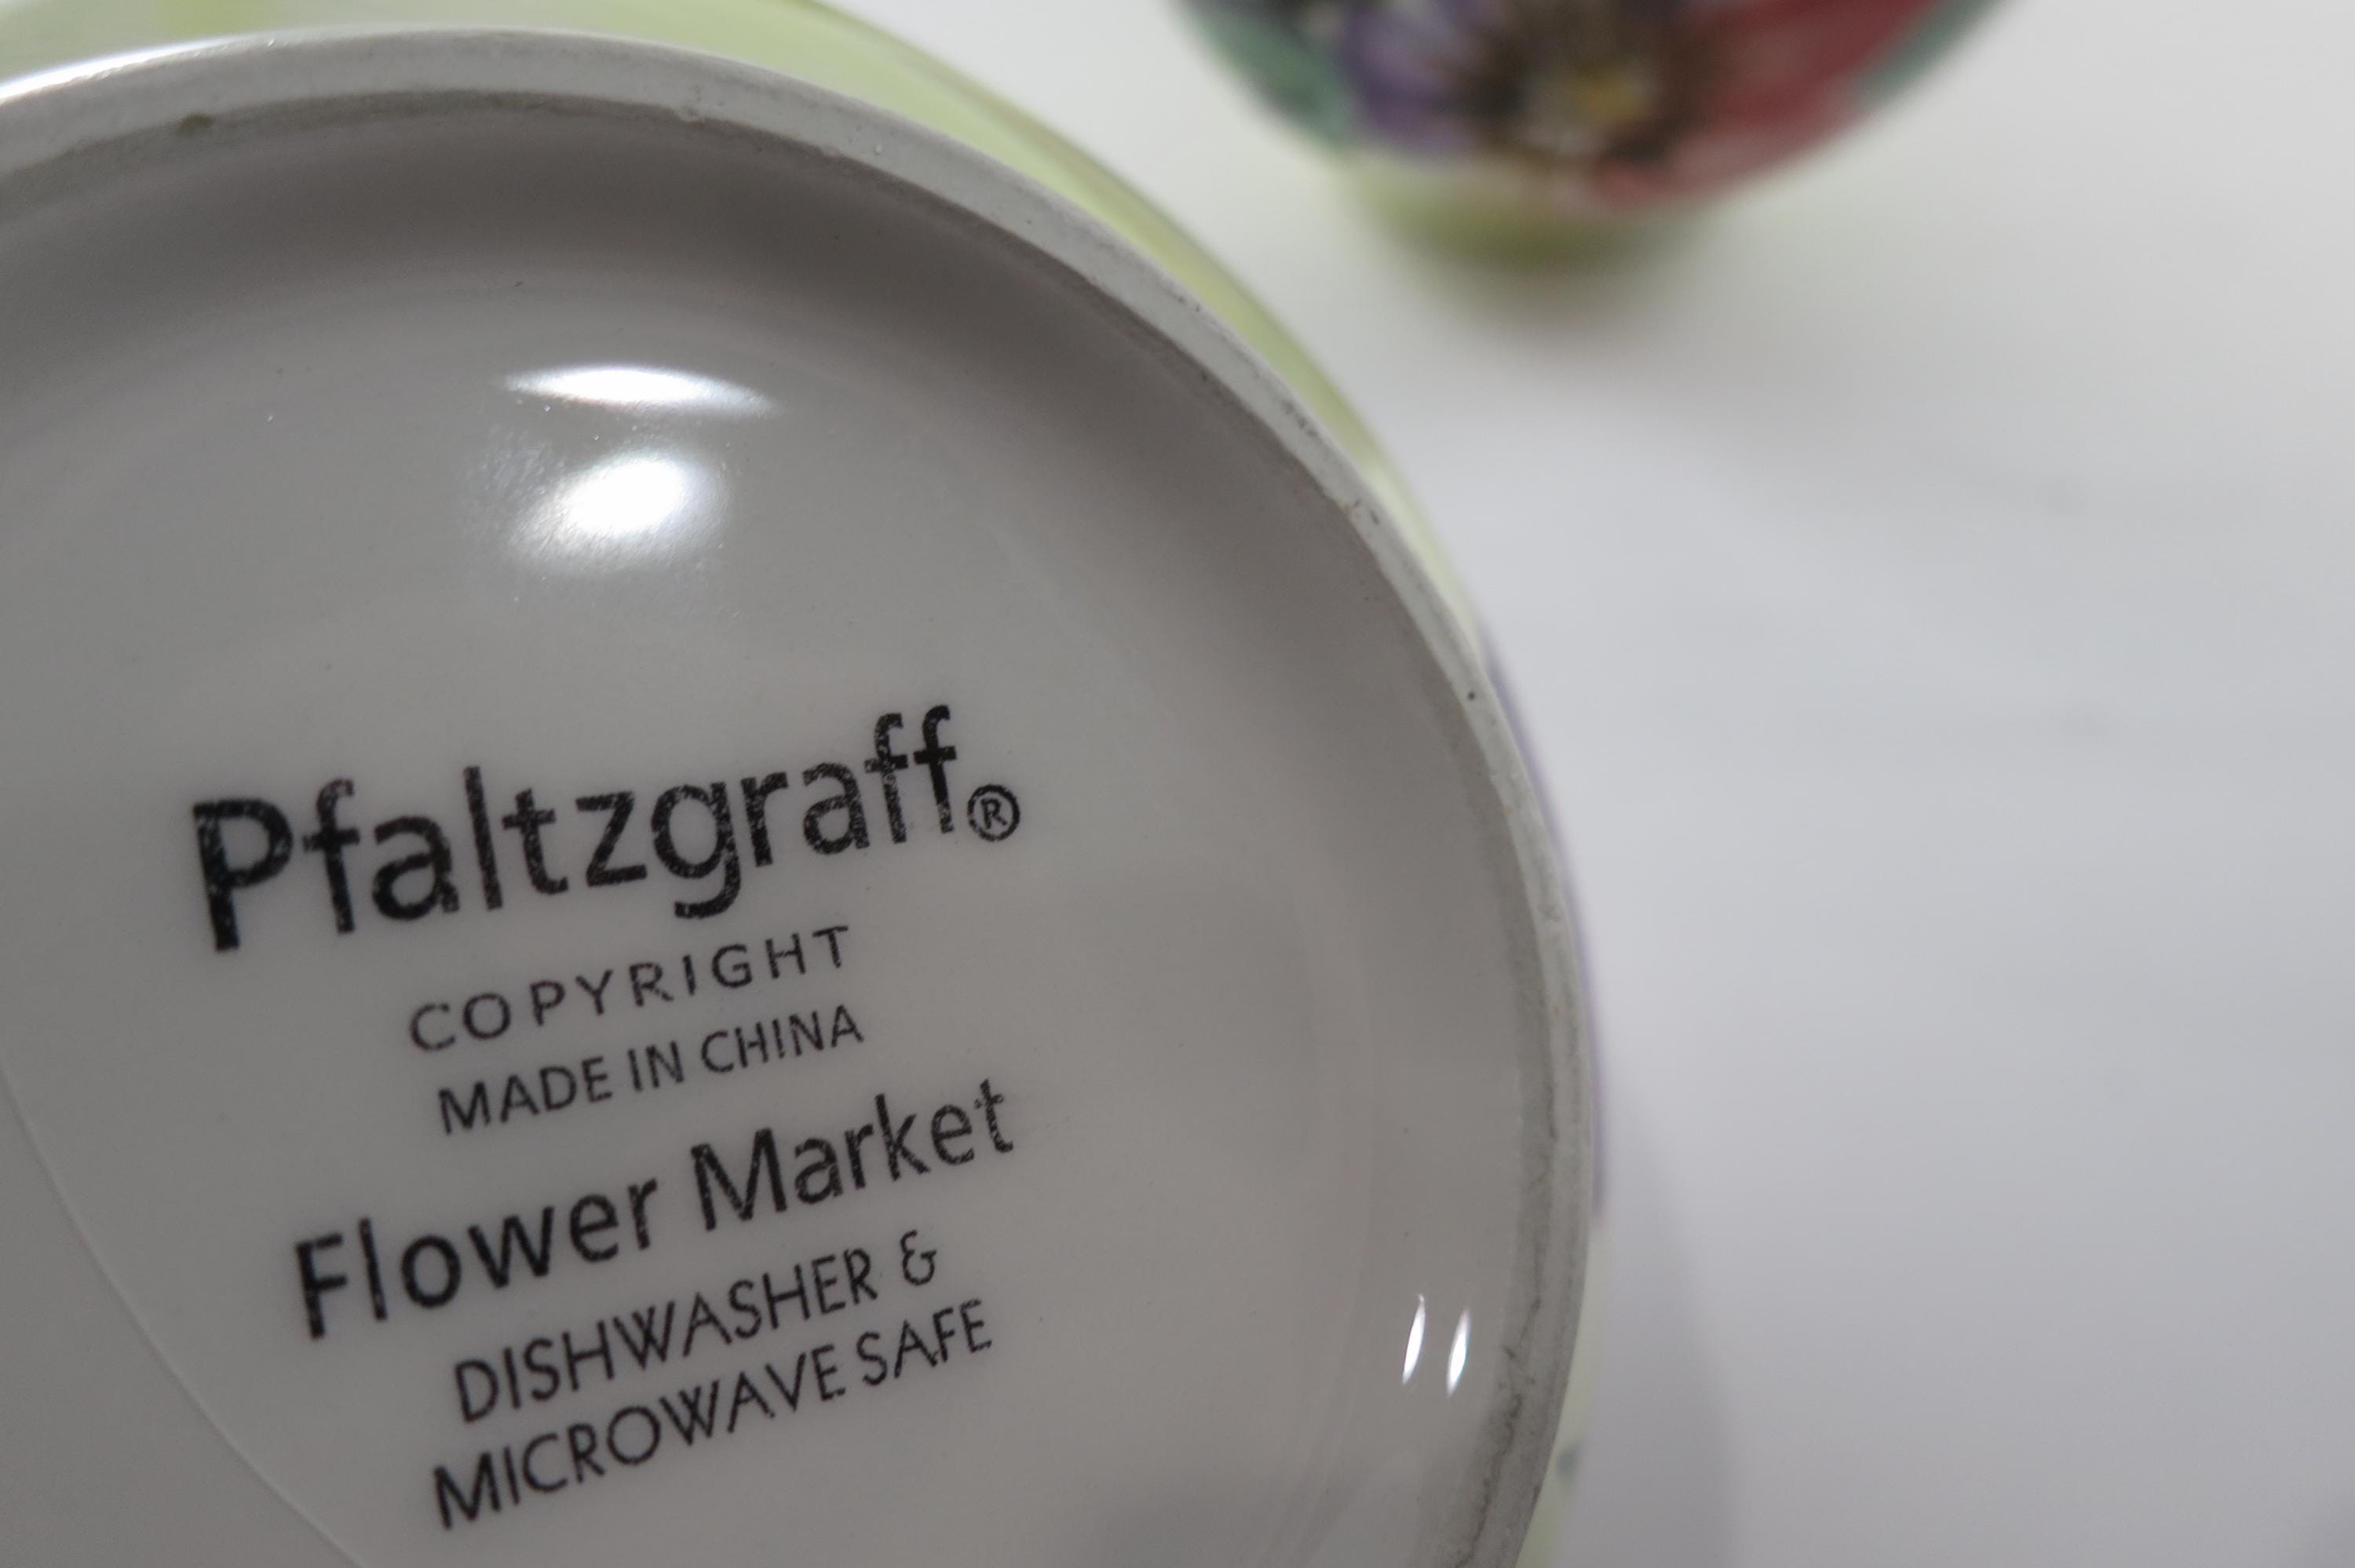 Pfaltzgraff®
COPYRIGHT
MADE IN CHINA
Flower Market
DISHWASHER &
MICROWAVE SAFE